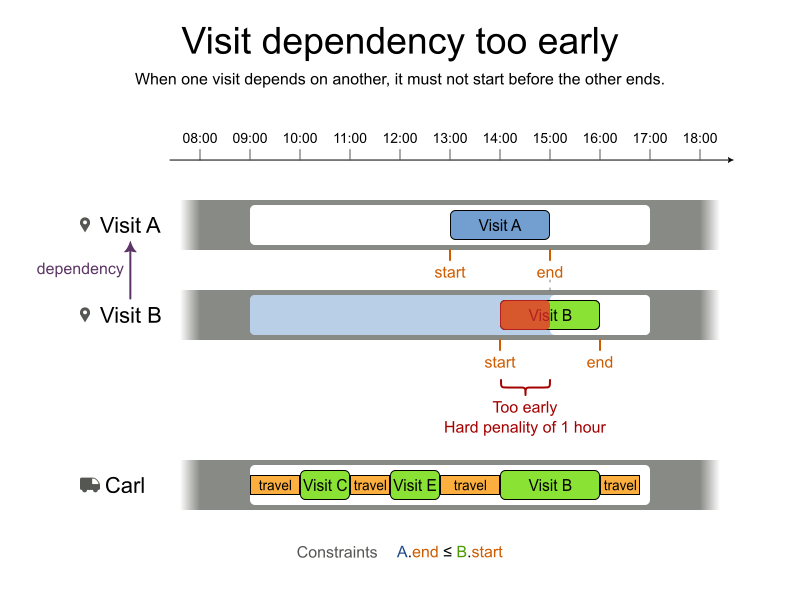 Visit dependency too early
When one visit depends on another, it must not start before the other ends.
08:00 09:00 10:00 11:00 12:00 13:00 14:00 15:00 16:00 17:00 18:00
Visit A
Visit A
start end
dependency
Visit B
Visit B
start end
Too early
Hard penality of 1 hour
Carl
travel Visit C travel Visit E travel Visit B travel
Constraints A.end ≤ B.start